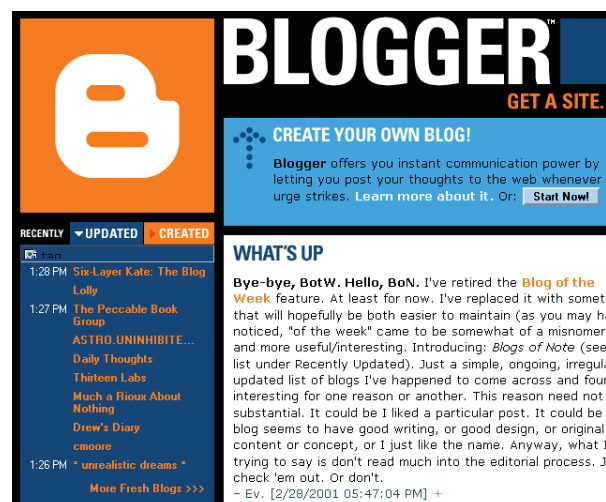 BLOGGER™
GET A SITE.
CREATE YOUR OWN BLOG!
Blogger offers you instant communication power by
letting you post your thoughts to the web whenever
urge strikes. Learn more about it. Or: Start Now!
RECENTLY UPDATED CREATED
1:28 PM Six-Layer Kate: The Blog
Lolly
1:27 PM The Peccable Book
Group
ASTRO.UNINHIBITE...
Daily Thoughts
Thirteen Labs
Much a Rioux About
Nothing
Drew's Diary
cmoore
1:26 PM * unrealistic dreams *
More Fresh Blogs >>>
WHAT'S UP
Bye-bye, BotW. Hello, BoN. I've retired the Blog of the
Week feature. At least for now. I've replaced it with somet
that will hopefully be both easier to maintain (as you may ha
noticed, "of the week" came to be somewhat of a misnomer
and more useful/interesting. Introducing: Blogs of Note (see
list under Recently Updated). Just a simple, ongoing, irregula
updated list of blogs I've happened to come across and four
interesting for one reason or another. This reason need not
substantial. It could be I liked a particular post. It could be
blog seems to have good writing, or good design, or original
content or concept, or I just like the name. Anyway, what I
trying to say is don't read much into the editorial process. J
check 'em out. Or don't.
– Ev. [2/28/2001 05:47:04 PM] +